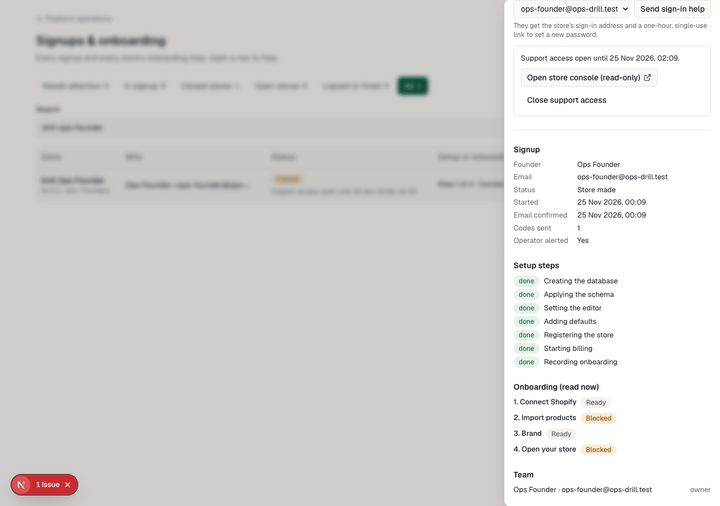 ops-founder@ops-drill.test
Send sign-in help
They get the store's sign-in address and a one-hour, single-use
link to set a new password.
Support access open until 25 Nov 2026, 02:09.
Open store console (read-only)
Close support access
Signup
Founder Ops Founder
Email ops-founder@ops-drill.test
Status Store made
Started 25 Nov 2026, 00:09
Email confirmed 25 Nov 2026, 00:09
Codes sent 1
Operator alerted Yes
Setup steps
done Creating the database
done Applying the schema
done Setting the editor
done Adding defaults
done Registering the store
done Starting billing
done Recording onboarding
Onboarding (read now)
1. Connect Shopify Ready
2. Import products Blocked
3. Brand Ready
4. Open your store Blocked
Team
Ops Founder · ops-founder@ops-drill.test owner
Platform operations
Signups & onboarding
Search
N 1 Issue